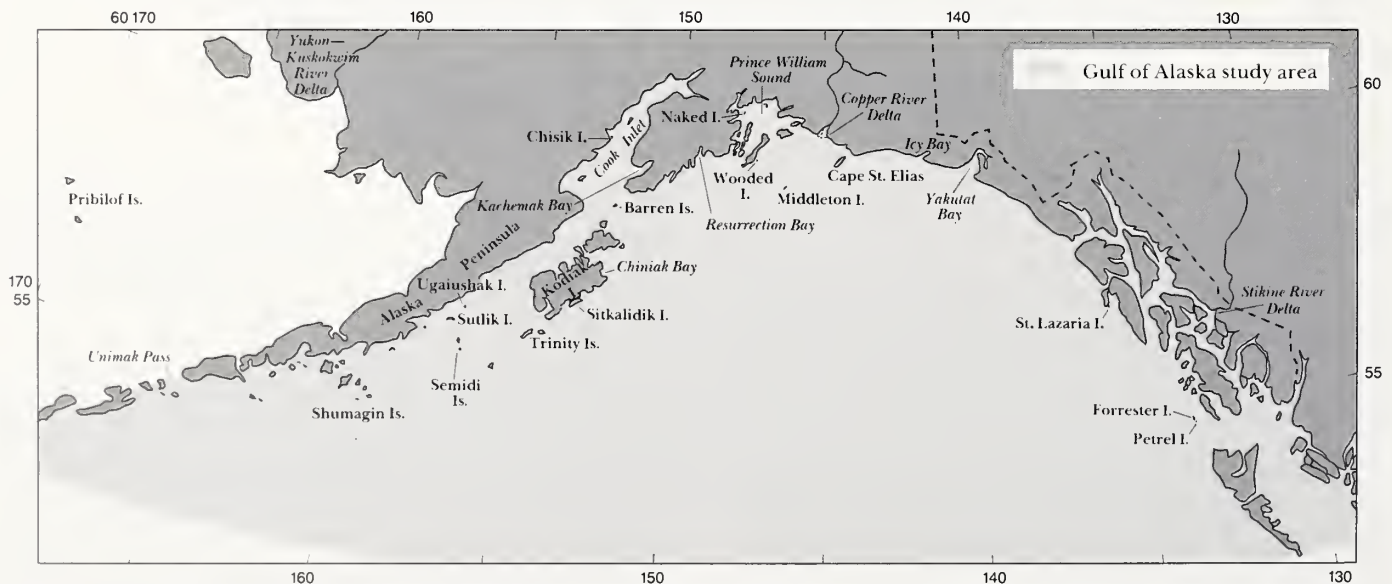 60 170
160
150
140
130
Gulf of Alaska study area
60
Yukon—
Kuskokwim
River
Delta
Prince William
Sound
Copper River
Delta
Naked I.
Chisik I.
Cook Inlet
Icy Bay
Wooded
I.
Cape St. Elias
Pribilof Is.
Kachemak Bay
Barren Is.
Middleton I.
Yakutat
Bay
Resurrection Bay
Alaska Peninsula
Chiniak Bay
Kodiak
I.
170
55
Ugaiushak I.
Sutlik I.
Sitkalidik I.
Trinity Is.
Stikine River
Delta
St. Lazaria I.
Unimak Pass
Semidi
Is.
Shumagin Is.
55
Forrester I.
Petrel I.
160
150
140
130